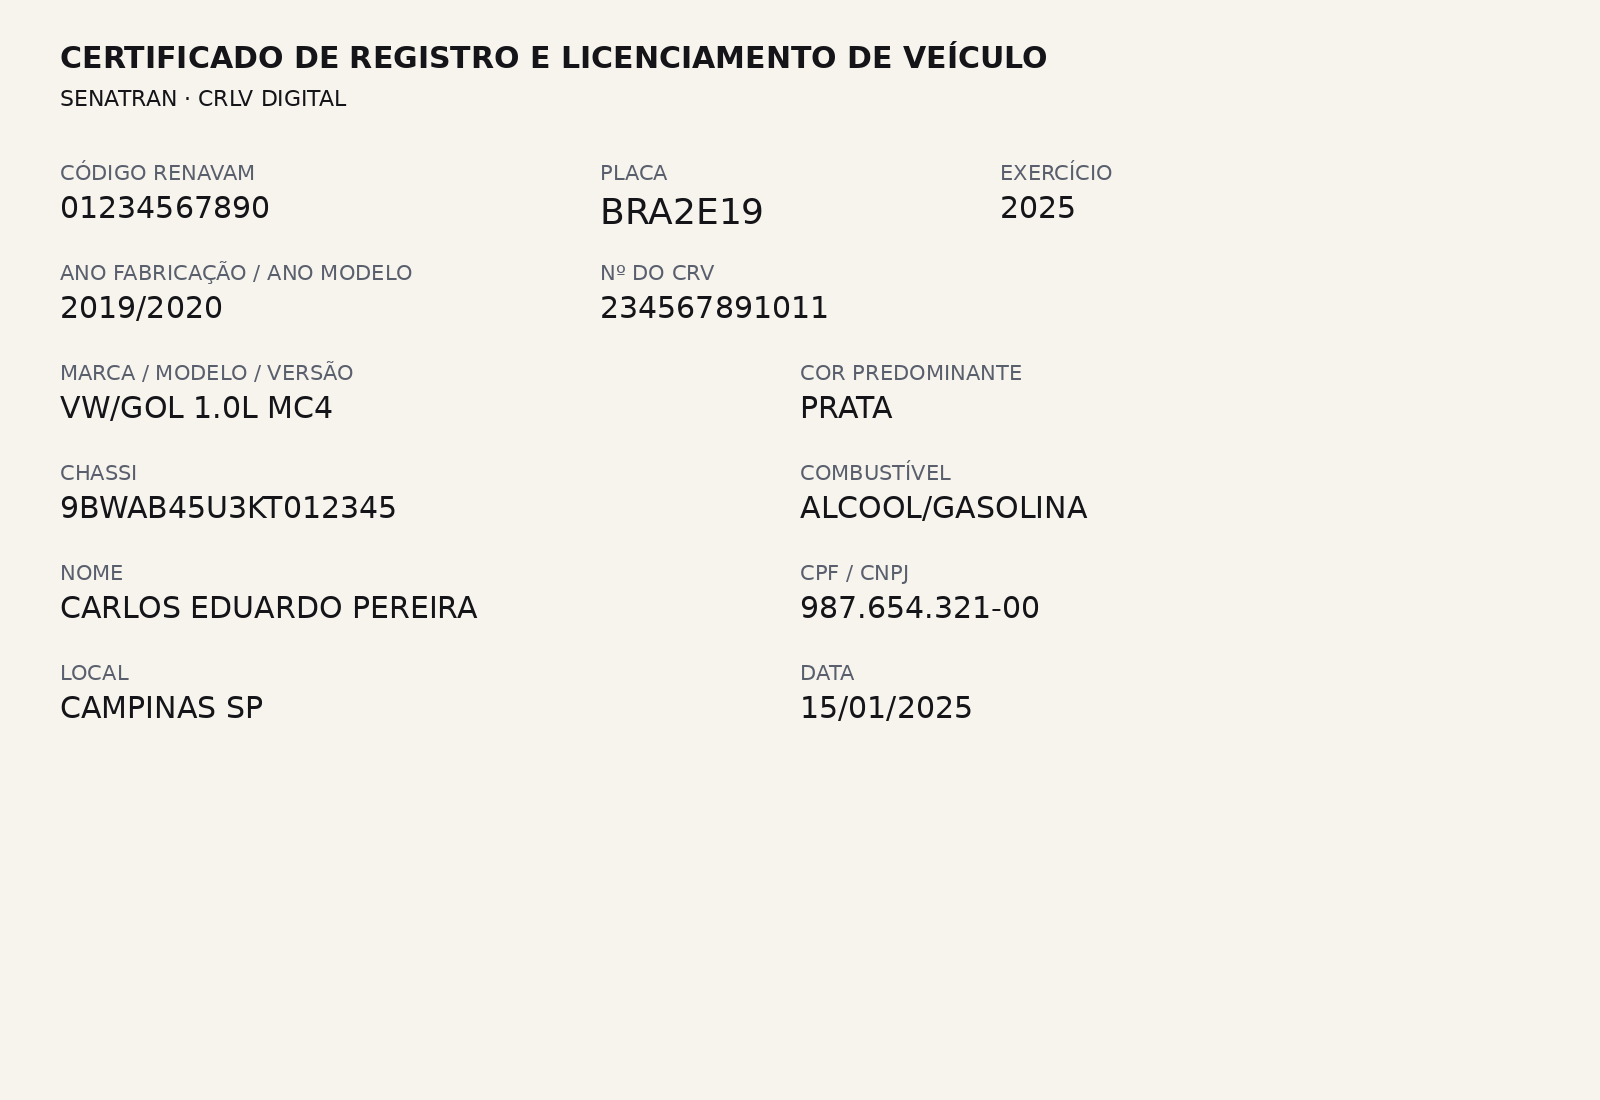 CERTIFICADO DE REGISTRO E LICENCIAMENTO DE VEÍCULO
SENATRAN · CRLV DIGITAL
CÓDIGO RENAVAM PLACA EXERCÍCIO
01234567890 BRA2E19 2025
ANO FABRICAÇÃO / ANO MODELO Nº DO CRV
2019/2020 234567891011
MARCA / MODELO / VERSÃO COR PREDOMINANTE
VW/GOL 1.0L MC4 PRATA
CHASSI COMBUSTÍVEL
9BWAB45U3KT012345 ALCOOL/GASOLINA
NOME CPF / CNPJ
CARLOS EDUARDO PEREIRA 987.654.321-00
LOCAL DATA
CAMPINAS SP 15/01/2025